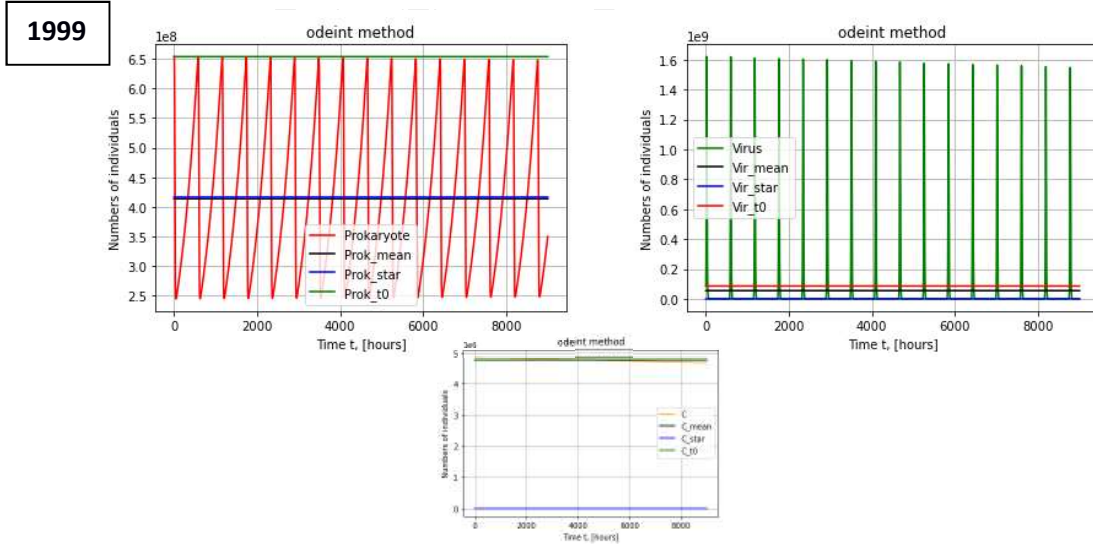 1999
odeint method
1e8
6.5
6.0
5.5
5.0
4.5
4.0
3.5
3.0
2.5
Numbers of individuals
Prokaryote
Prok_mean
Prok_star
Prok_t0
0
2000
4000
6000
8000
Time t, [hours]
odeint method
1e9
1.6
1.4
1.2
1.0
0.8
0.6
0.4
0.2
0.0
Numbers of individuals
Virus
Vir_mean
Vir_star
Vir_t0
0
2000
4000
6000
8000
Time t, [hours]
odeint method
1e6
5
4
3
2
1
0
Numbers of individuals
C
C_mean
C_star
C_t0
0
2000
4000
6000
8000
Time t, [hours]